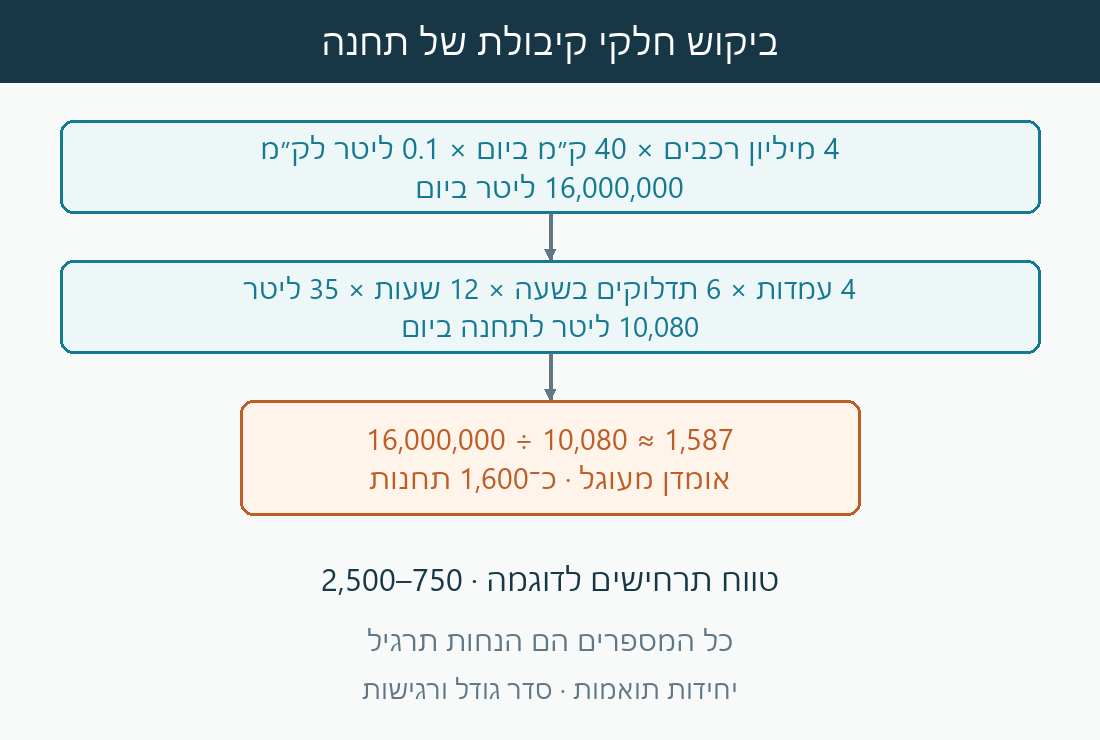 ביקוש חלקי קיבולת של תחנה
4 מיליון רכבים × 40 ק״מ ביום × 0.1 ליטר לק״מ
16,000,000 ליטר ביום
4 עמדות × 6 תדלוקים בשעה × 12 שעות × 35 ליטר
10,080 ליטר לתחנה ביום
16,000,000 ÷ 10,080 ≈ 1,587
אומדן מעוגל · כ־1,600 תחנות
טווח תרחישים לדוגמה · 750–2,500
כל המספרים הם הנחות תרגיל
יחידות תואמות · סדר גודל ורגישות